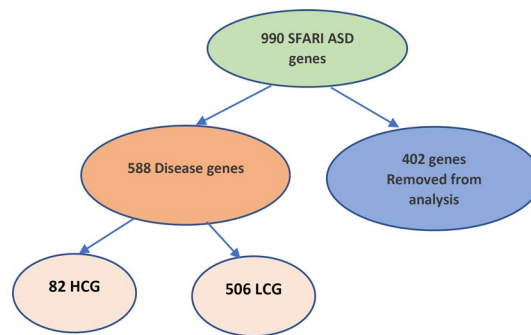 990 SFARI ASD
genes
588 Disease genes
402 genes
Removed from
analysis
82 HCG
506 LCG